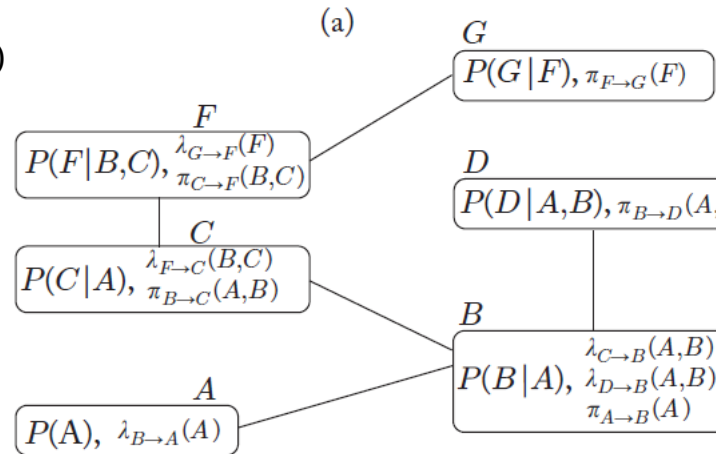 (a)
)
G
P(G|F), π_{F→G}(F)
F
P(F|B,C), λ_{G→F}(F)
π_{C→F}(B,C)
D
P(D|A,B), π_{B→D}(A,
C
P(C|A), λ_{F→C}(B,C)
π_{B→C}(A,B)
B
P(B|A), λ_{C→B}(A,B)
λ_{D→B}(A,B)
π_{A→B}(A)
A
P(A), λ_{B→A}(A)